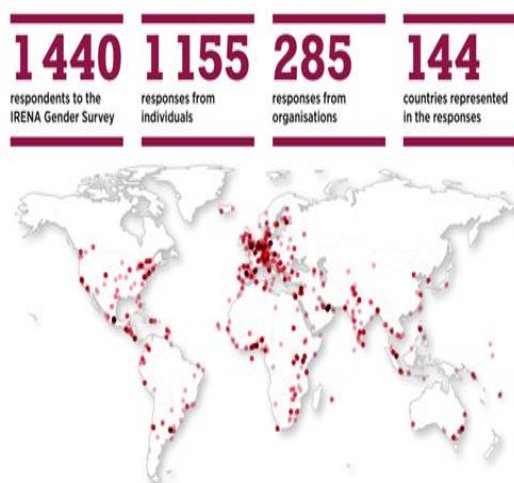 1 440
respondents to the
IRENA Gender Survey
1 155
responses from
individuals
285
responses from
organisations
144
countries represented
in the responses